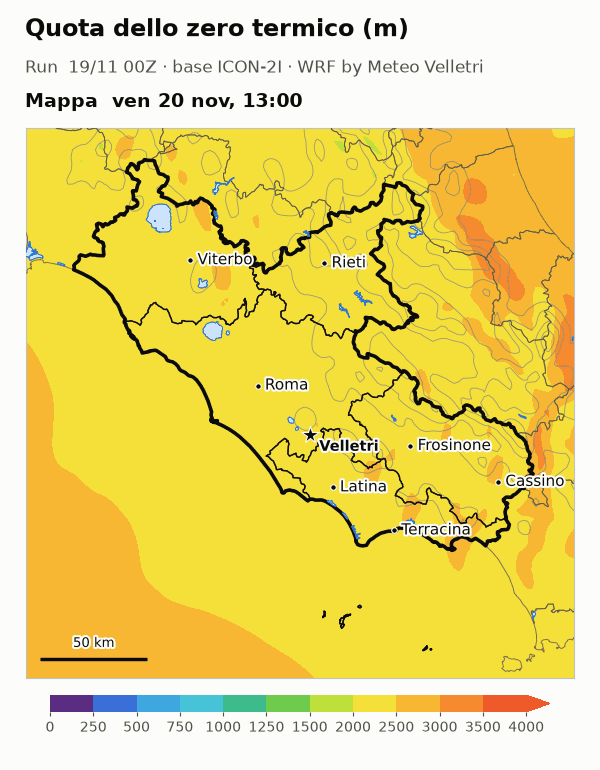 Quota dello zero termico (m)
Run  19/11 00Z · base ICON-2I · WRF by Meteo Velletri
Mappa  ven 20 nov, 13:00
Viterbo
Rieti
Roma
Velletri
Frosinone
Cassino
Latina
Terracina
50 km
0 250 500 750 1000 1250 1500 2000 2500 3000 3500 4000